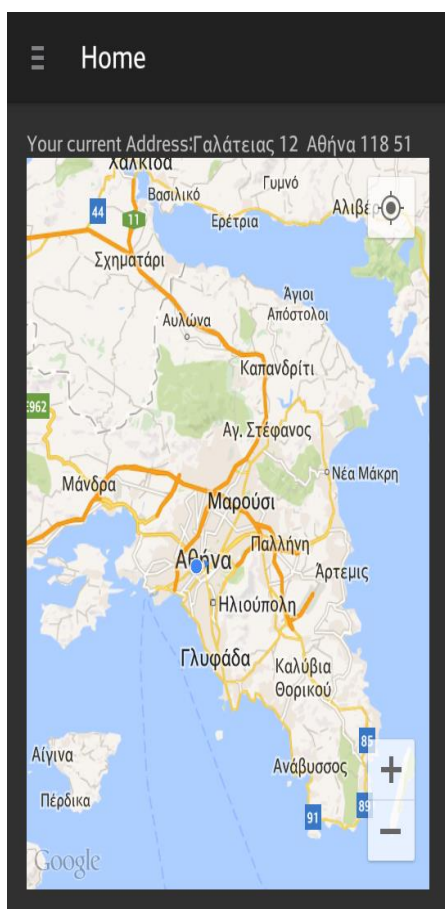 Home
Your current Address:Γαλάτειας 12 Αθήνα 118 51
Χαλκίδα
Γυμνό
Βασιλικό
44
11
Ερέτρια
Σχηματάρι
Άγιοι
Απόστολοι
Αυλώνα
Καπανδρίτι
E962
Αγ. Στέφανος
Νέα Μάκρη
Μάνδρα
Μαρούσι
Παλλήνη
Αθήνα
Άρτεμις
Ηλιούπολη
Γλυφάδα
Καλύβια
Θορικού
85
Αίγινα
Ανάβυσσος
+
Πέρδικα
89
91
−
Google